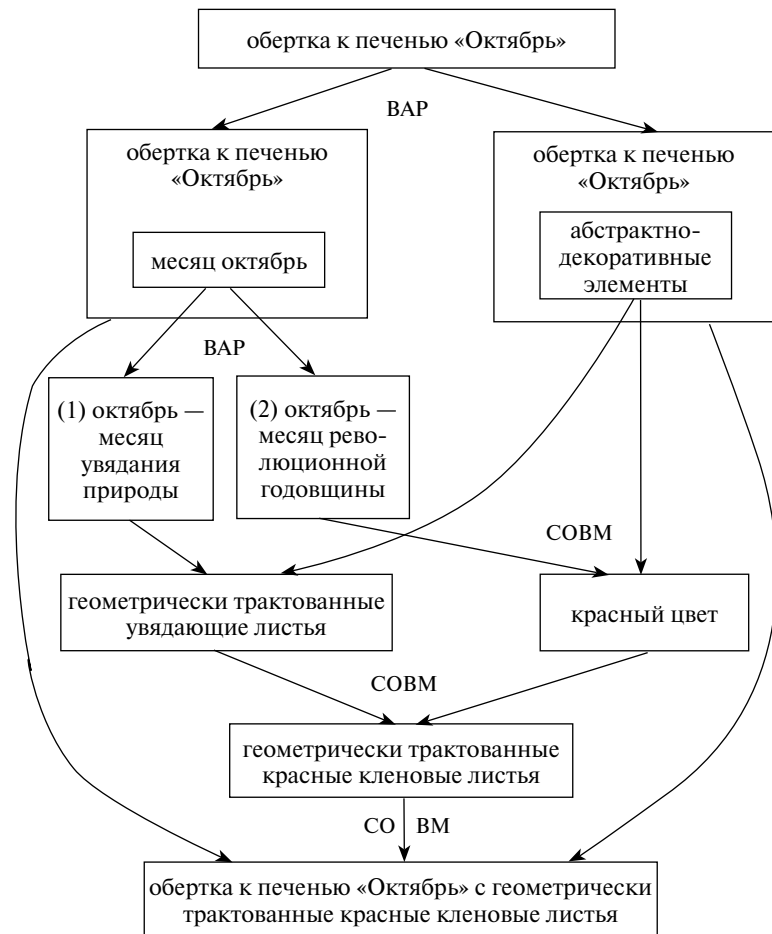 обертка к печенью «Октябрь»
ВАР
обертка к печенью
«Октябрь»
обертка к печенью
«Октябрь»
месяц октябрь
абстрактно-
декоративные
элементы
ВАР
(1) октябрь —
месяц
увядания
природы
(2) октябрь —
месяц рево-
люционной
годовщины
СОВМ
геометрически трактованные
увядающие листья
красный цвет
СОВМ
геометрически трактованные
красные кленовые листья
СО ВМ
обертка к печенью «Октябрь» с геометрически
трактованные красные кленовые листья